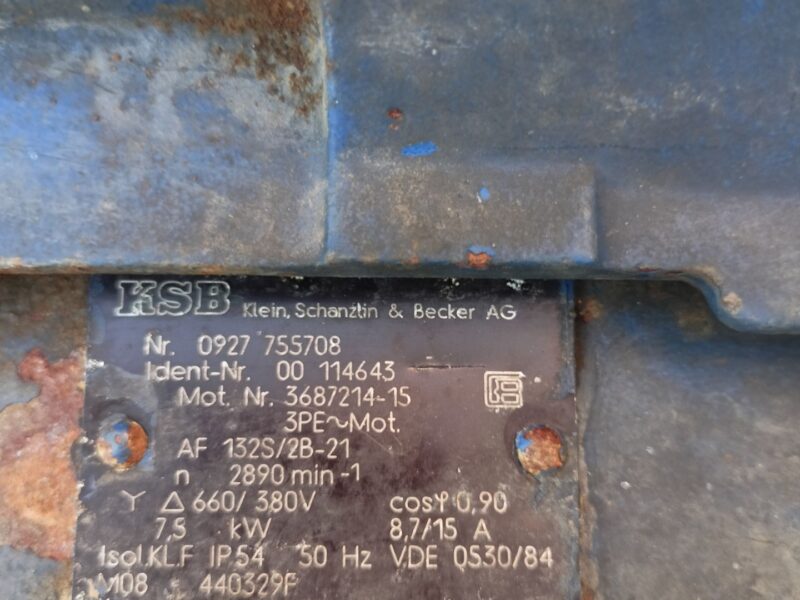 KSB Klein, Schanzlin & Becker AG
Nr. 0927 755708
Ident-Nr. 00 114643
Mot. Nr. 3687214-15
3PE~Mot.
AF 132S/2B-21
n 2890 min-1
Y Δ 660/ 380V cosφ 0,90
7,5 kW 8,7/15 A
Isol.KL.F IP54 50 Hz VDE 0530/84
M08 440329F